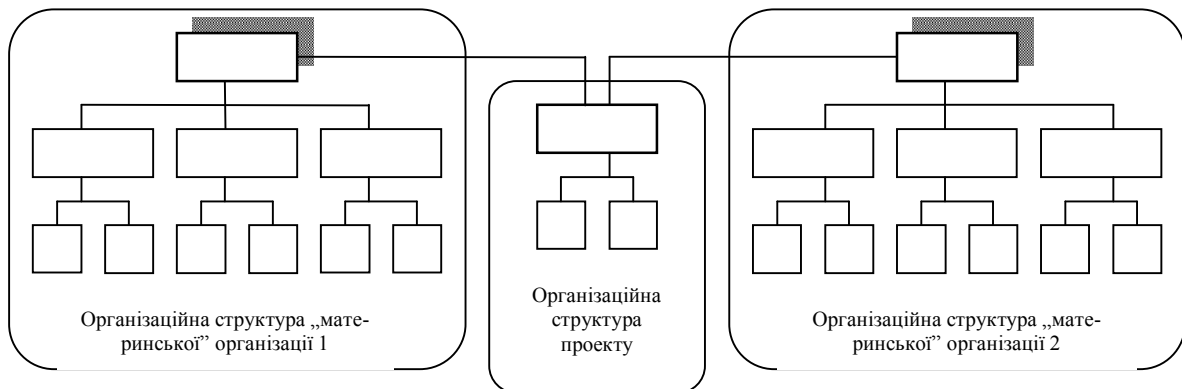 Організаційна структура „мате-
ринської” організації 1
Організаційна
структура
проекту
Організаційна структура „мате-
ринської” організації 2